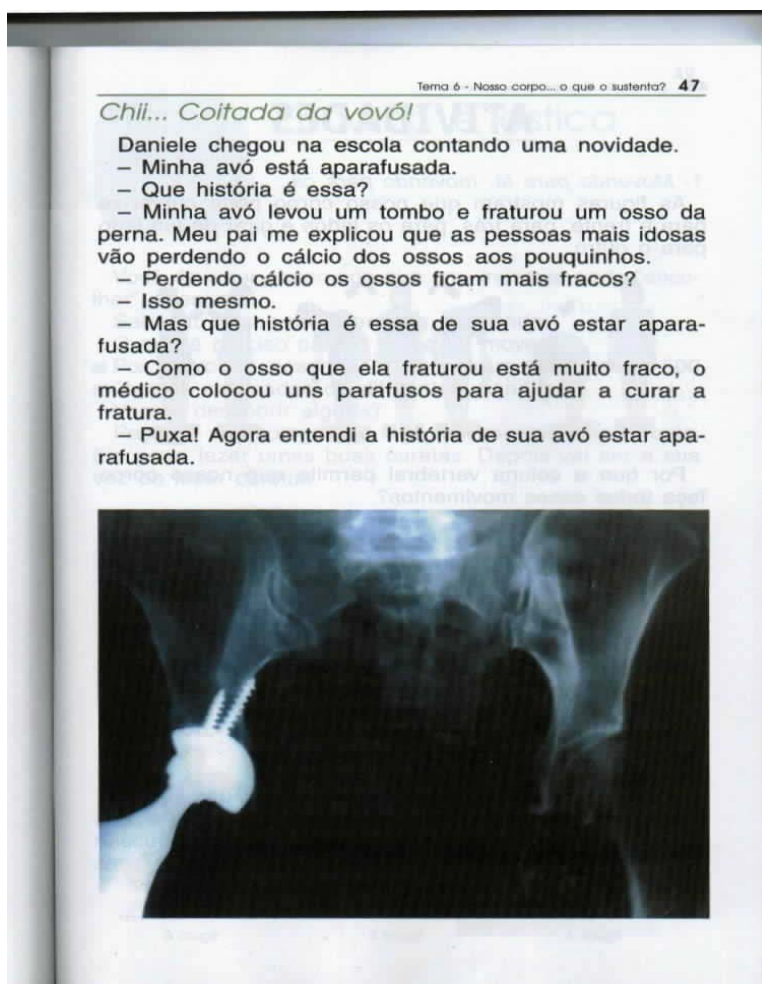 Tema 6 - Nosso corpo... o que o sustenta? 47
Chii... Coitada da vovó!
Daniele chegou na escola contando uma novidade.
– Minha avó está aparafusada.
– Que história é essa?
– Minha avó levou um tombo e fraturou um osso da
perna. Meu pai me explicou que as pessoas mais idosas
vão perdendo o cálcio dos ossos aos pouquinhos.
– Perdendo cálcio os ossos ficam mais fracos?
– Isso mesmo.
– Mas que história é essa de sua avó estar apara-
fusada?
– Como o osso que ela fraturou está muito fraco, o
médico colocou uns parafusos para ajudar a curar a
fratura.
– Puxa! Agora entendi a história de sua avó estar apa-
rafusada.